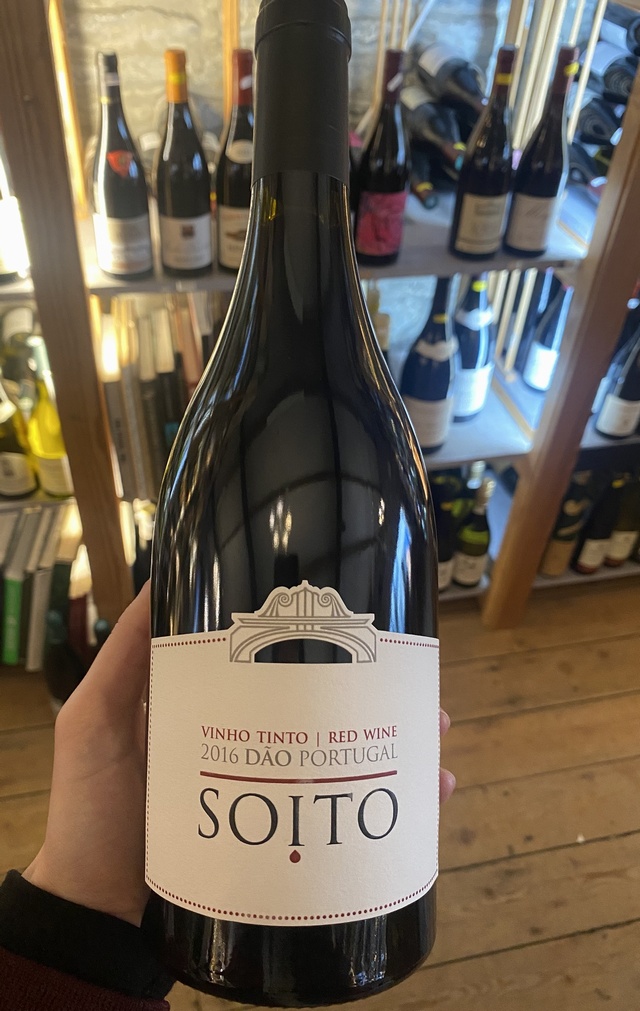 VINHO TINTO | RED WINE
2016 DÃO PORTUGAL
SOITO